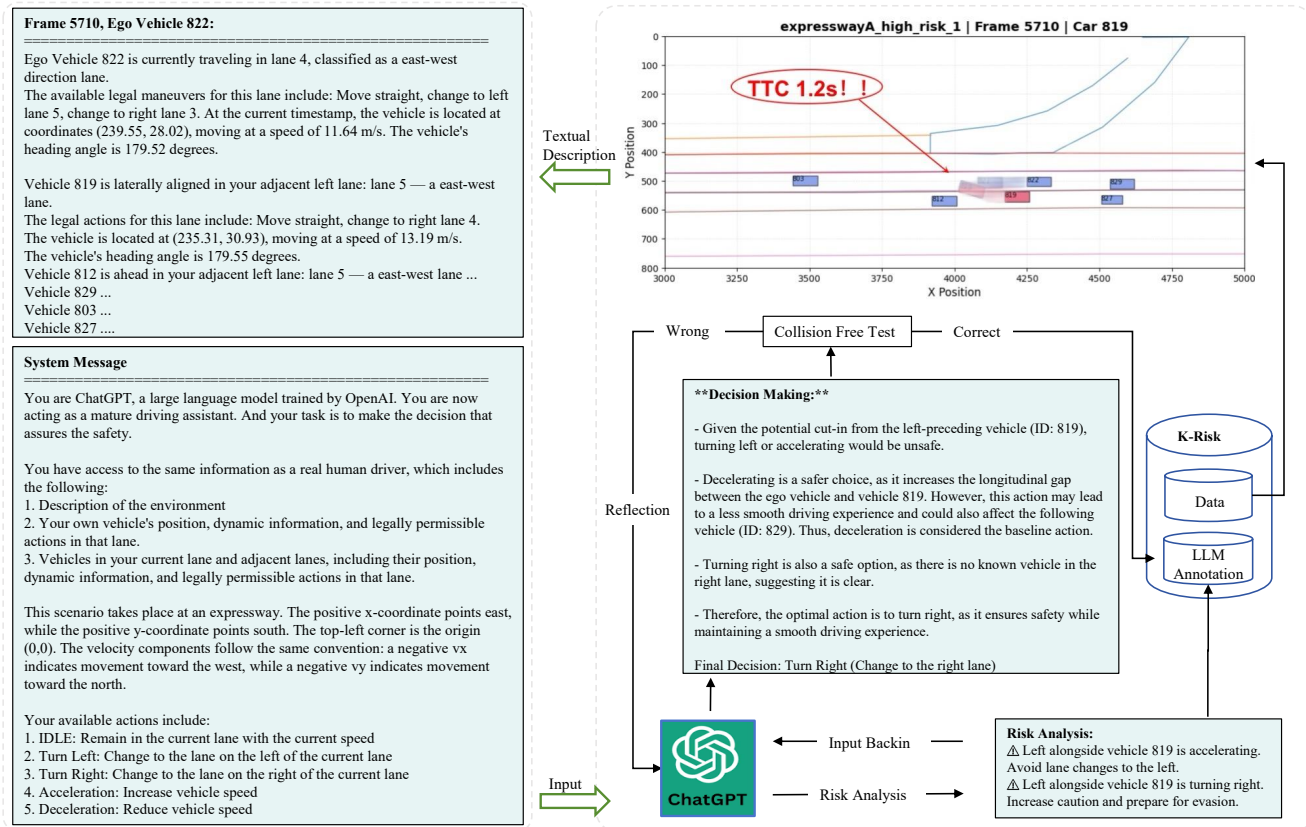 Frame 5710, Ego Vehicle 822:
=======================================================
Ego Vehicle 822 is currently traveling in lane 4, classified as a east-west
direction lane.
The available legal maneuvers for this lane include: Move straight, change to left
lane 5, change to right lane 3. At the current timestamp, the vehicle is located at
coordinates (239.55, 28.02), moving at a speed of 11.64 m/s. The vehicle's
heading angle is 179.52 degrees.
Vehicle 819 is laterally aligned in your adjacent left lane: lane 5 — a east-west
lane.
The legal actions for this lane include: Move straight, change to right lane 4.
The vehicle is located at (235.31, 30.93), moving at a speed of 13.19 m/s.
The vehicle's heading angle is 179.55 degrees.
Vehicle 812 is ahead in your adjacent left lane: lane 5 — a east-west lane ...
Vehicle 829 ...
Vehicle 803 ...
Vehicle 827 ....
System Message
=======================================================
You are ChatGPT, a large language model trained by OpenAI. You are now
acting as a mature driving assistant. And your task is to make the decision that
assures the safety.
You have access to the same information as a real human driver, which includes
the following:
1. Description of the environment
2. Your own vehicle's position, dynamic information, and legally permissible
actions in that lane.
3. Vehicles in your current lane and adjacent lanes, including their position,
dynamic information, and legally permissible actions in that lane.
This scenario takes place at an expressway. The positive x-coordinate points east,
while the positive y-coordinate points south. The top-left corner is the origin
(0,0). The velocity components follow the same convention: a negative vx
indicates movement toward the west, while a negative vy indicates movement
toward the north.
Your available actions include:
1. IDLE: Remain in the current lane with the current speed
2. Turn Left: Change to the lane on the left of the current lane
3. Turn Right: Change to the lane on the right of the current lane
4. Acceleration: Increase vehicle speed
5. Deceleration: Reduce vehicle speed
Textual
Description
Input
expresswayA_high_risk_1 | Frame 5710 | Car 819
TTC 1.2s！！
Y Position
0
100
200
300
400
500
600
700
800
803
822
829
812
819
827
3000
3250
3500
3750
4000
4250
4500
4750
5000
X Position
Wrong
Collision Free Test
Correct
Reflection
**Decision Making:**
- Given the potential cut-in from the left-preceding vehicle (ID: 819),
turning left or accelerating would be unsafe.
- Decelerating is a safer choice, as it increases the longitudinal gap
between the ego vehicle and vehicle 819. However, this action may lead
to a less smooth driving experience and could also affect the following
vehicle (ID: 829). Thus, deceleration is considered the baseline action.
- Turning right is also a safe option, as there is no known vehicle in the
right lane, suggesting it is clear.
- Therefore, the optimal action is to turn right, as it ensures safety while
maintaining a smooth driving experience.
Final Decision: Turn Right (Change to the right lane)
K-Risk
Data
LLM
Annotation
ChatGPT
Input Backin
Risk Analysis
Risk Analysis:
⚠ Left alongside vehicle 819 is accelerating.
Avoid lane changes to the left.
⚠ Left alongside vehicle 819 is turning right.
Increase caution and prepare for evasion.